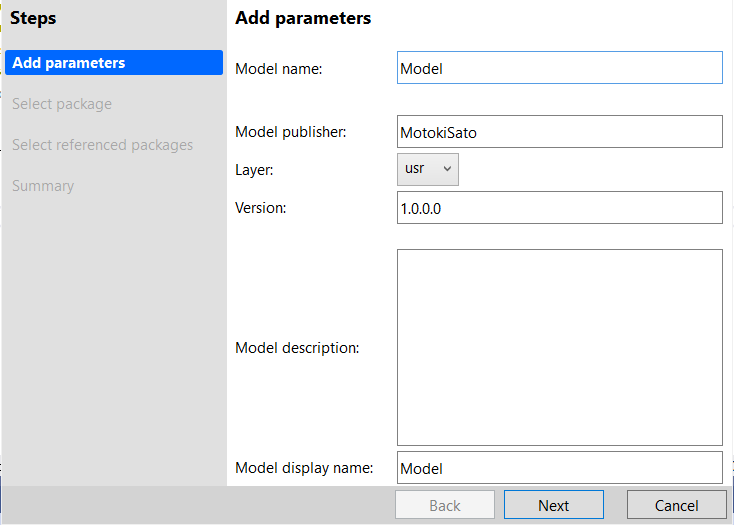 Steps
Add parameters
Select package
Select referenced packages
Summary
Add parameters
Model name: Model
Model publisher: MotokiSato
Layer: usr
Version: 1.0.0.0
Model description:
Model display name: Model
Back Next Cancel